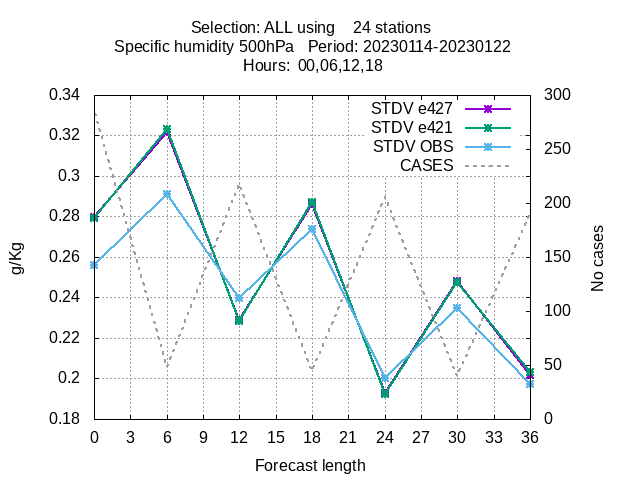 Selection: ALL using    24 stations
Specific humidity 500hPa   Period: 20230114-20230122
Hours:  00,06,12,18
STDV e427
STDV e421
STDV OBS
CASES
0.34
0.32
0.3
0.28
0.26
0.24
0.22
0.2
0.18
g/Kg
300
250
200
150
100
50
0
No cases
0 3 6 9 12 15 18 21 24 27 30 33 36
Forecast length